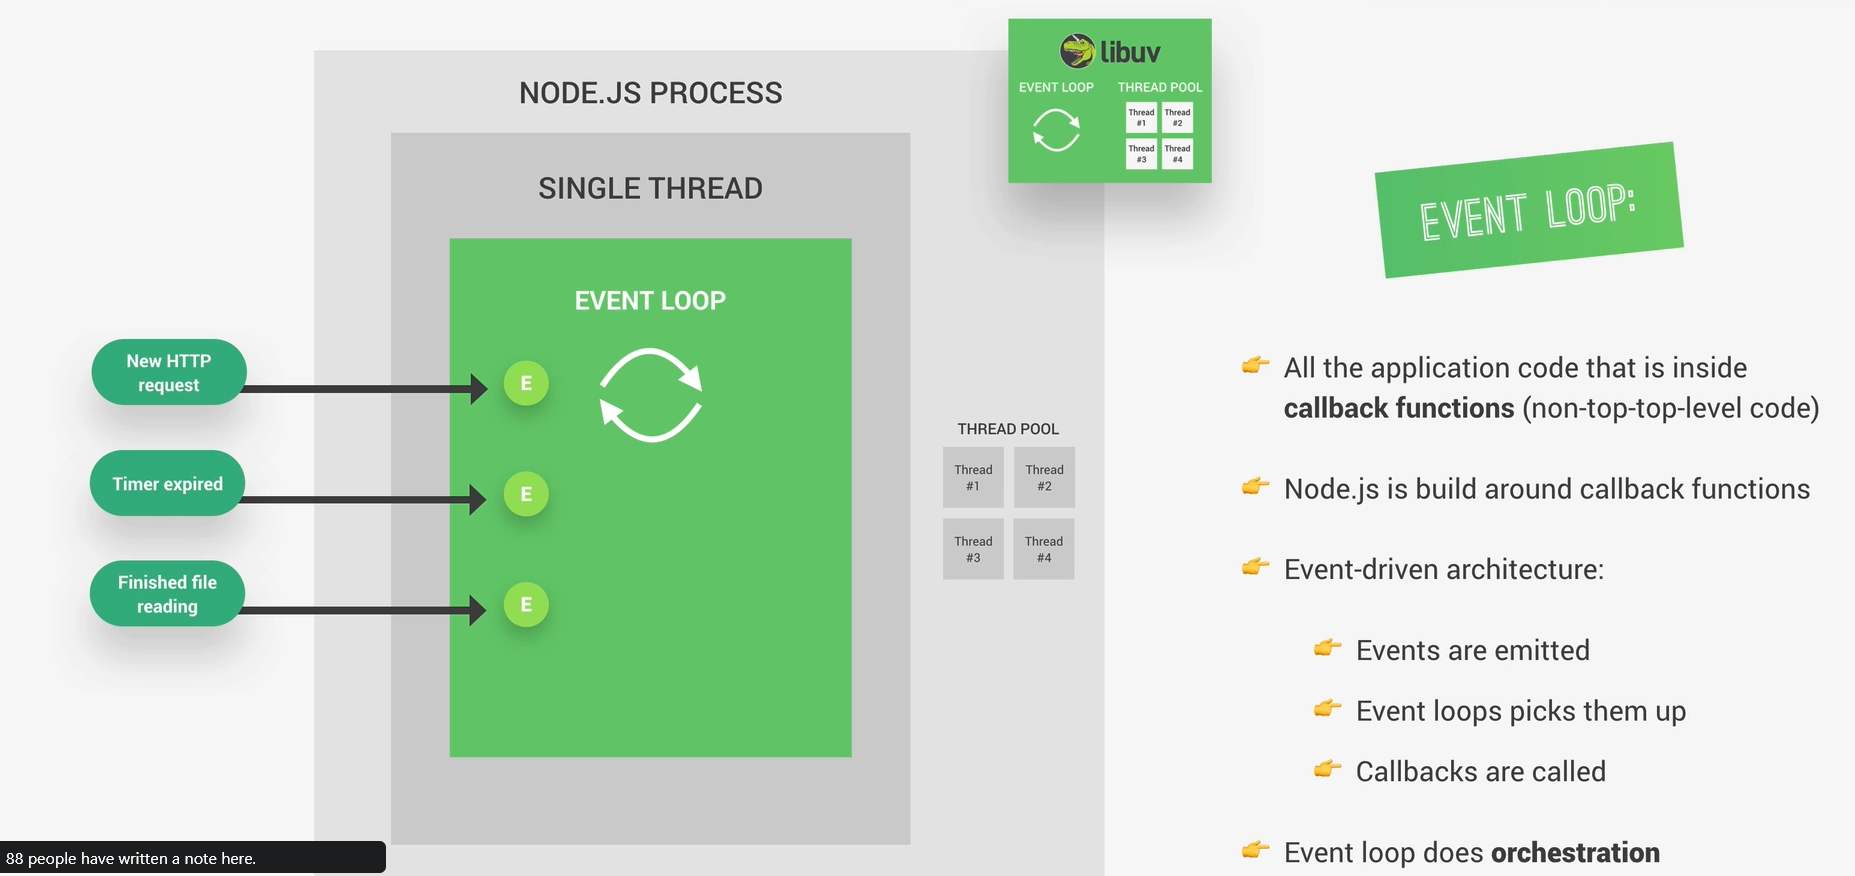 libuv
EVENT LOOP
THREAD POOL
Thread
#1
Thread
#2
Thread
#3
Thread
#4
NODE.JS PROCESS
SINGLE THREAD
EVENT LOOP
New HTTP
request
E
Timer expired
E
Finished file
reading
E
THREAD POOL
Thread
#1
Thread
#2
Thread
#3
Thread
#4
EVENT LOOP:
All the application code that is inside
callback functions (non-top-top-level code)
Node.js is build around callback functions
Event-driven architecture:
Events are emitted
Event loops picks them up
Callbacks are called
Event loop does orchestration
88 people have written a note here.